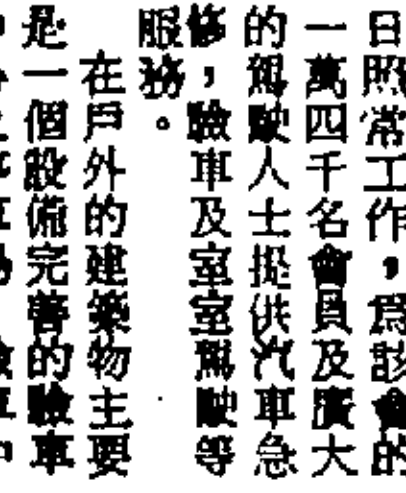 日照常工作，為該會的
一萬四千名會員及廣大
的駕駛人士提供汽車急
修，驗車及室室駕駛等
服務。
在戶外的建築物主要
是一個設備完善的驗車